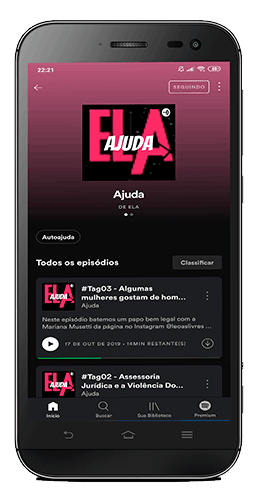 22:21
SEGUINDO
ELA
AJUDA
Ajuda
DE ELA
Autoajuda
Todos os episódios
Classificar
ELA
AJUDA
#Tag03 - Algumas
mulheres gostam de hom...
Ajuda
Neste episódio batemos um papo bem legal com a
Mariana Musetti da página no Instagram @leoaslivres
17 DE OUT DE 2019 • 14MIN RESTANTE(S)
ELA
AJUDA
#Tag02 - Assessoria
Jurídica e a Violência Do...
Ajuda
Início
Buscar
Sua Biblioteca
Premium